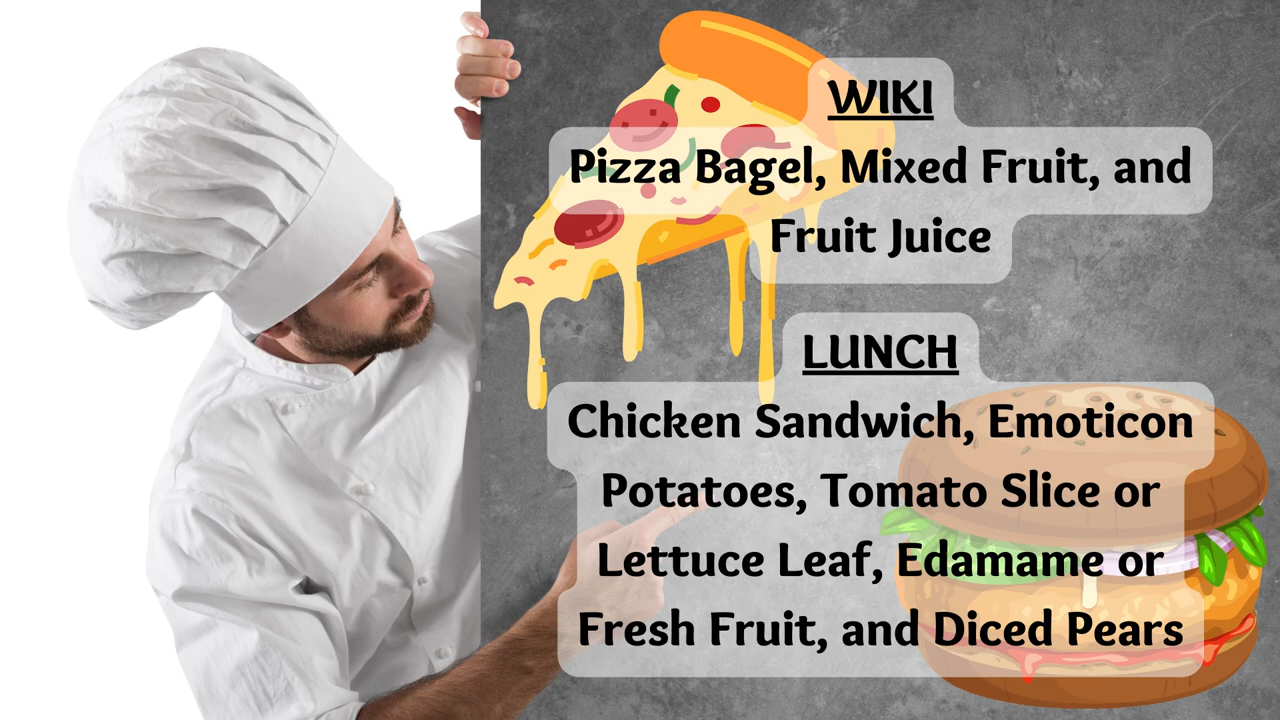 WIKI
Pizza Bagel, Mixed Fruit, and
Fruit Juice
LUNCH
Chicken Sandwich, Emoticon
Potatoes, Tomato Slice or
Lettuce Leaf, Edamame or
Fresh Fruit, and Diced Pears